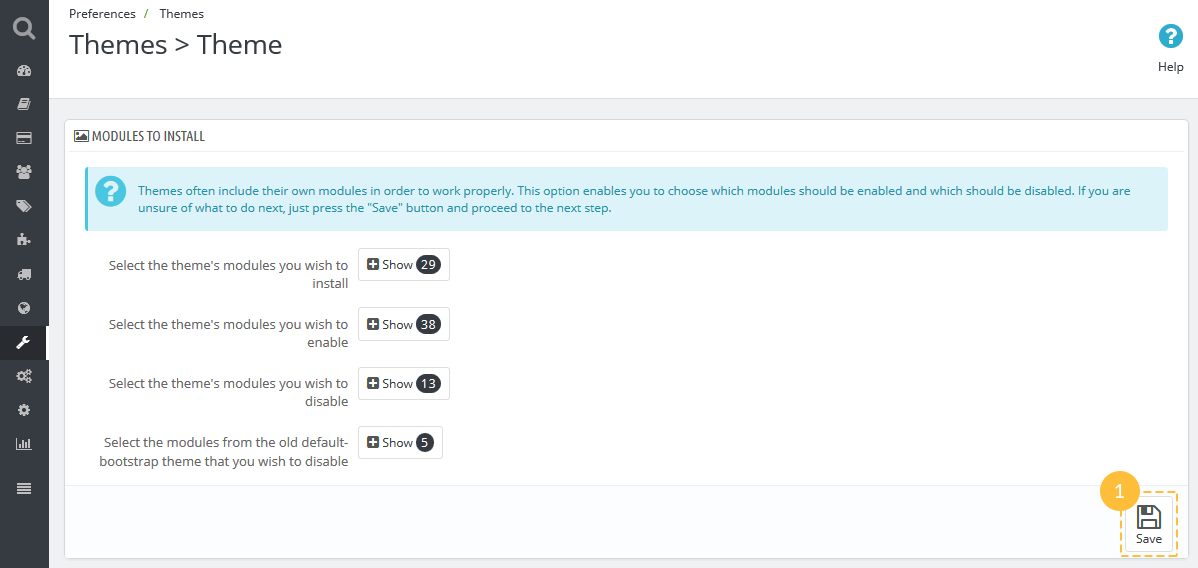 Preferences / Themes
Themes > Theme
Help
MODULES TO INSTALL
Themes often include their own modules in order to work properly. This option enables you to choose which modules should be enabled and which should be disabled. If you are
unsure of what to do next, just press the "Save" button and proceed to the next step.
Select the theme's modules you wish to
install
Show 29
Select the theme's modules you wish to
enable
Show 38
Select the theme's modules you wish to
disable
Show 13
Select the modules from the old default-
bootstrap theme that you wish to disable
Show 5
1
Save